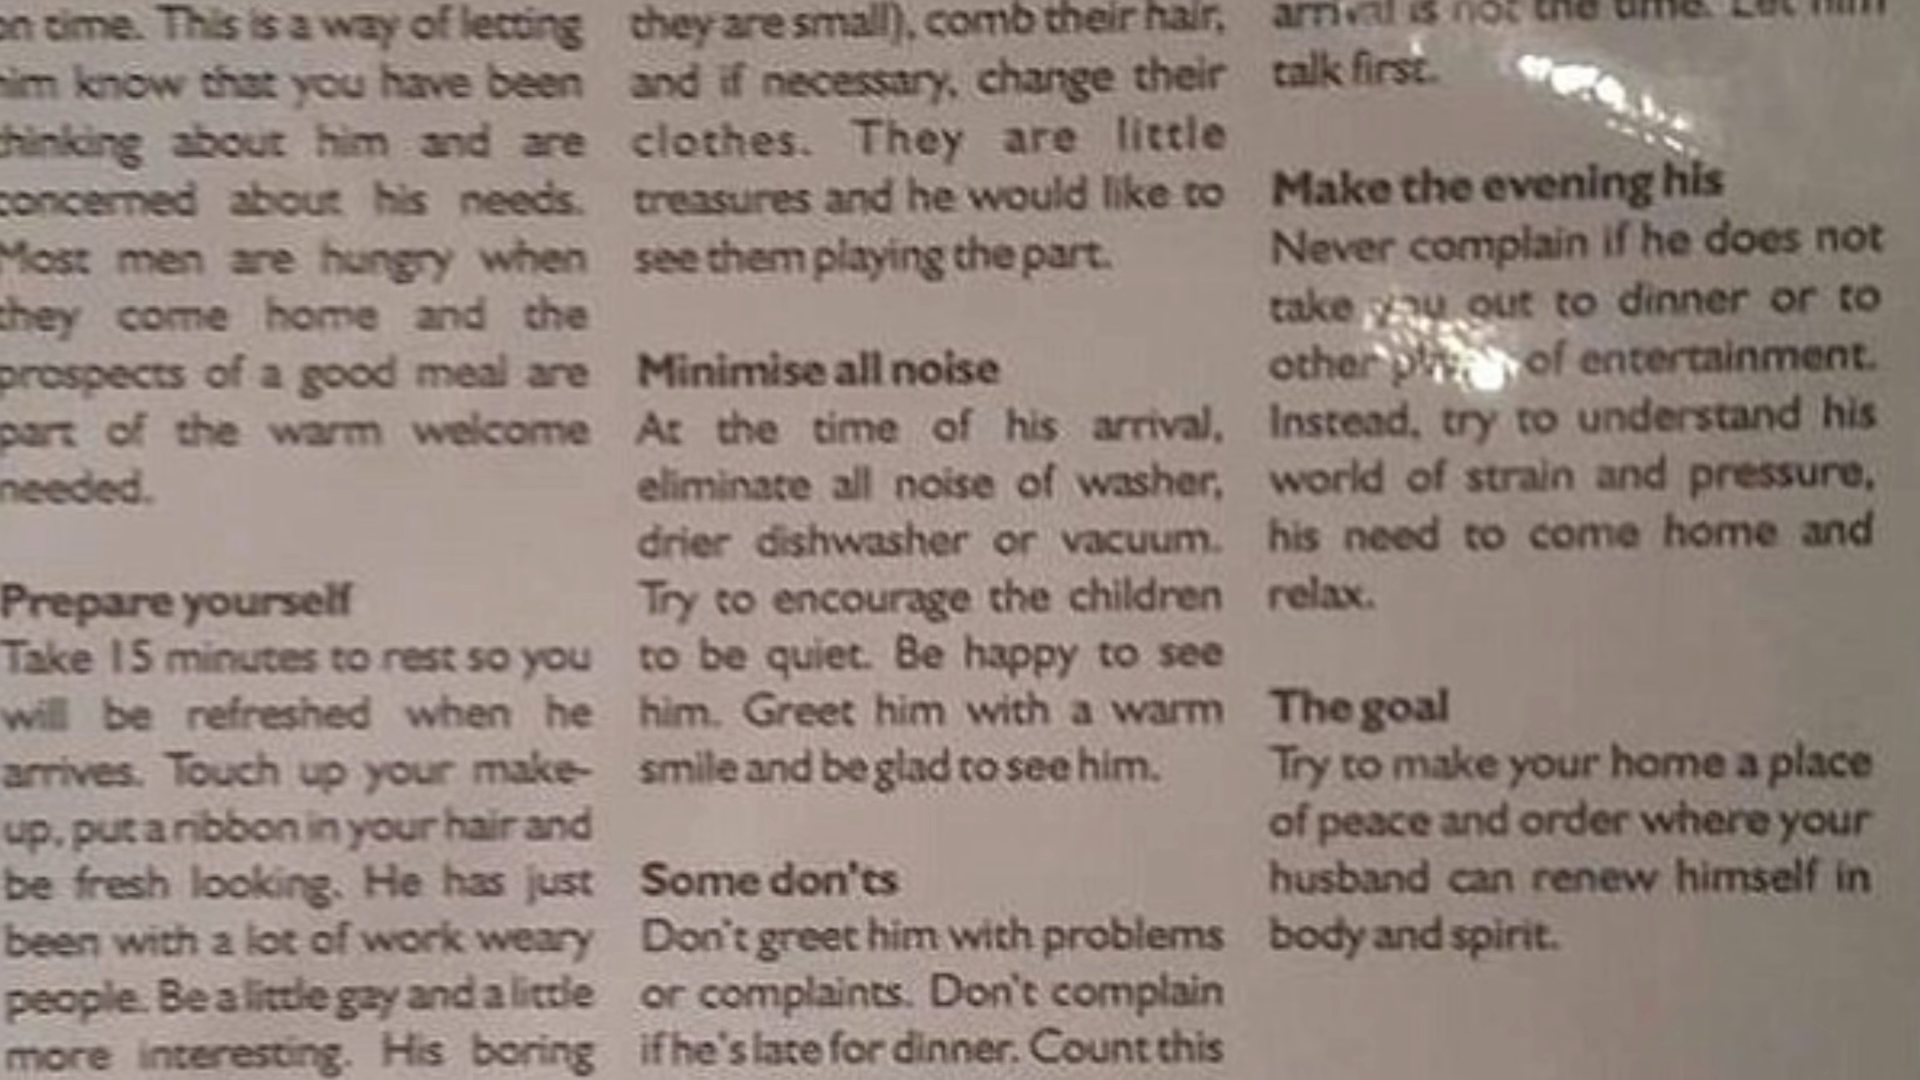 on time. This is a way of letting
him know that you have been
thinking about him and are
concerned about his needs.
Most men are hungry when
they come home and the
prospects of a good meal are
part of the warm welcome
needed.
Prepare yourself
Take 15 minutes to rest so you
will be refreshed when he
arrives. Touch up your make-
up, put a ribbon in your hair and
be fresh looking. He has just
been with a lot of work weary
people. Be a little gay and a little
more interesting. His boring
they are small), comb their hair,
and if necessary, change their
clothes. They are little
treasures and he would like to
see them playing the part.
Minimise all noise
At the time of his arrival,
eliminate all noise of washer,
drier dishwasher or vacuum.
Try to encourage the children
to be quiet. Be happy to see
him. Greet him with a warm
smile and be glad to see him.
Some don'ts
Don't greet him with problems
or complaints. Don't complain
if he's late for dinner. Count this
arrival is not the time. Let him
talk first.
Make the evening his
Never complain if he does not
take you out to dinner or to
other of entertainment.
Instead, try to understand his
world of strain and pressure,
his need to come home and
relax.
The goal
Try to make your home a place
of peace and order where your
husband can renew himself in
body and spirit.